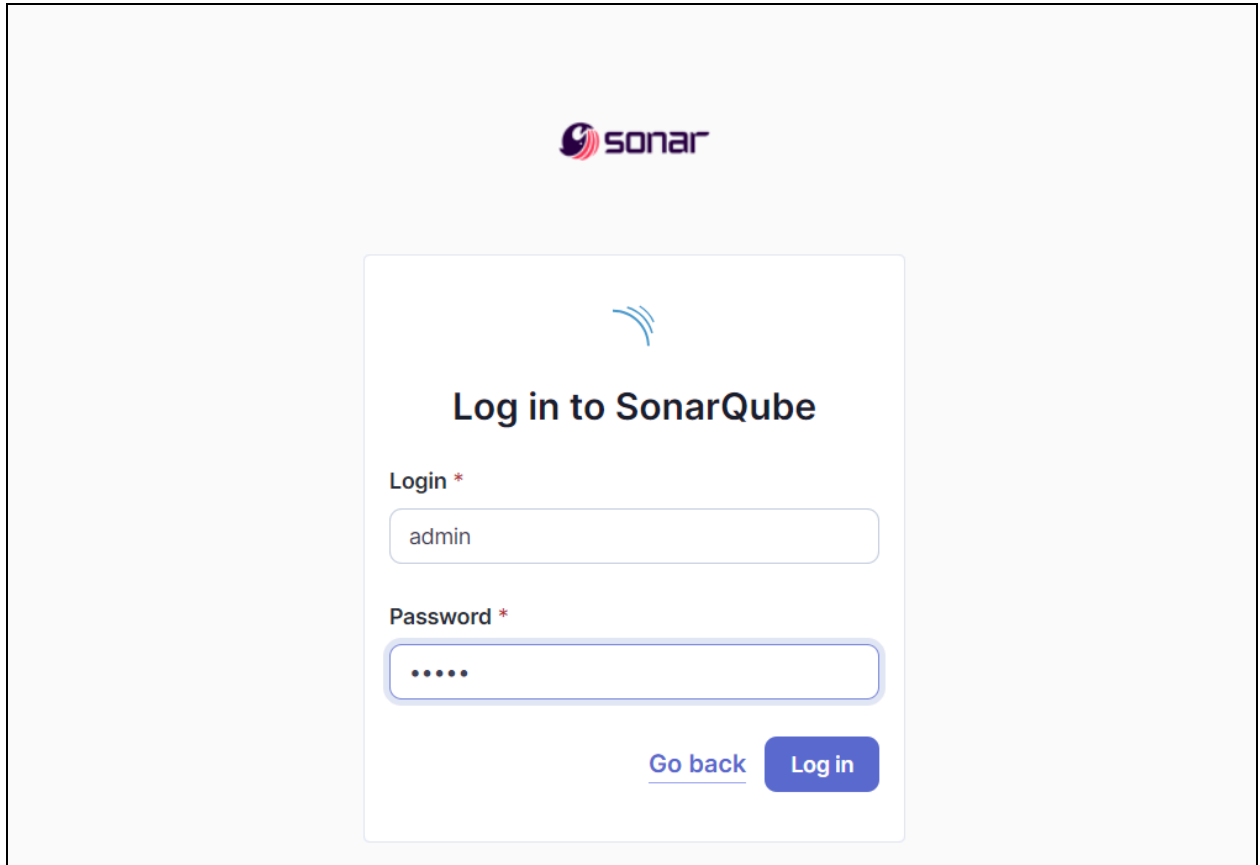 sonar
Log in to SonarQube
Login *
admin
Password *
•••••
Go back Log in